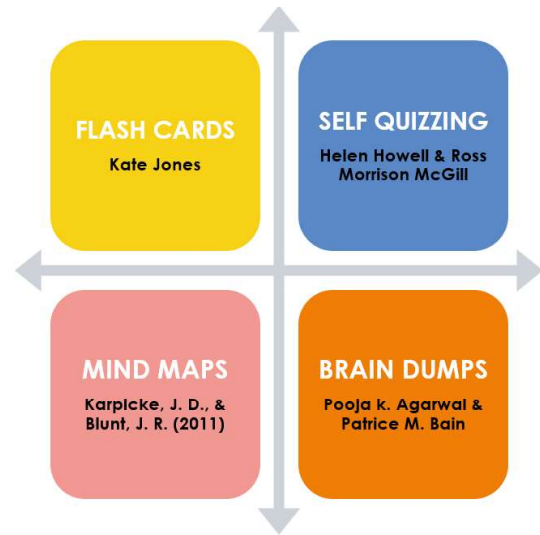 FLASH CARDS
Kate Jones
SELF QUIZZING
Helen Howell & Ross
Morrison McGill
MIND MAPS
Karpicke, J. D., &
Blunt, J. R. (2011)
BRAIN DUMPS
Pooja k. Agarwal &
Patrice M. Bain